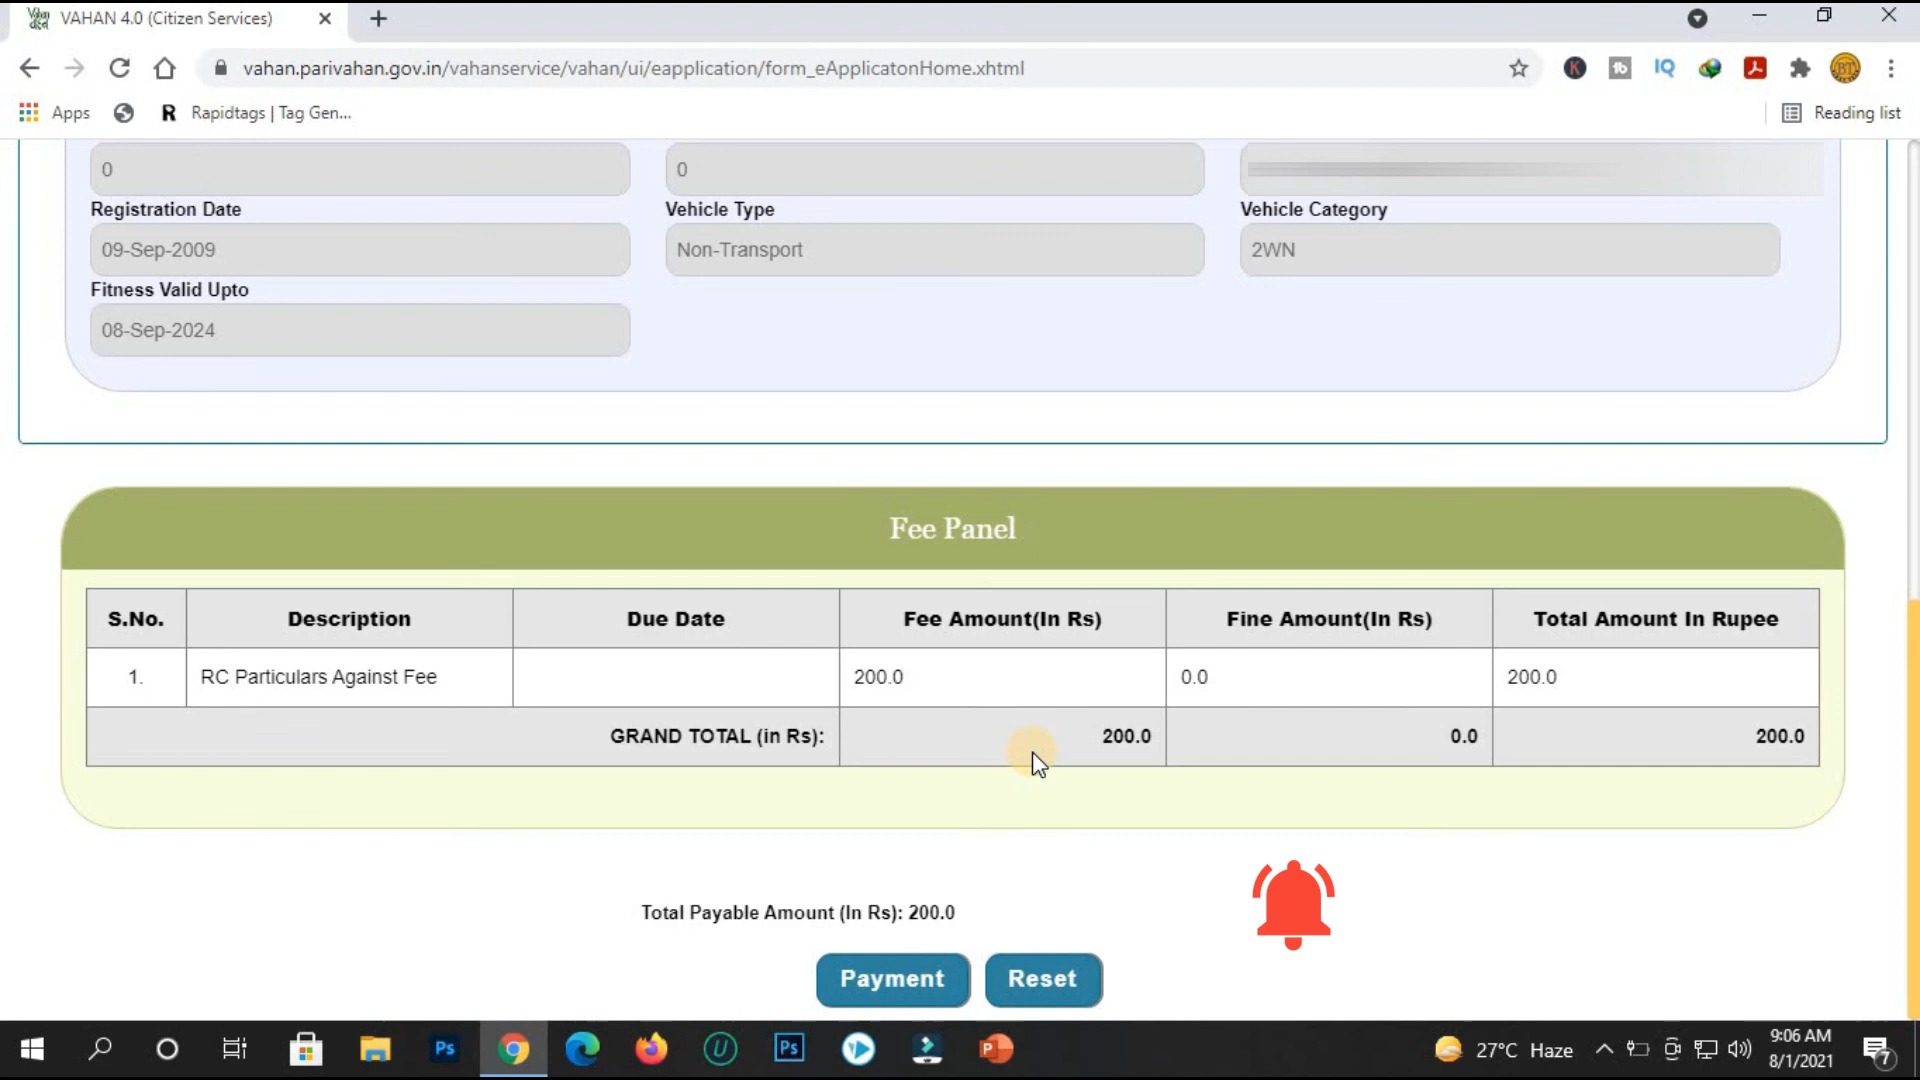 VAHAN 4.0 (Citizen Services)
vahan.parivahan.gov.in/vahanservice/vahan/ui/eapplication/form_eApplicatonHome.xhtml
Apps
Rapidtags | Tag Gen...
Reading list
0
0
Registration Date
Vehicle Type
Vehicle Category
09-Sep-2009
Non-Transport
2WN
Fitness Valid Upto
08-Sep-2024
Fee Panel
S.No. Description Due Date Fee Amount(In Rs) Fine Amount(In Rs) Total Amount In Rupee
1. RC Particulars Against Fee 200.0 0.0 200.0
GRAND TOTAL (in Rs): 200.0 0.0 200.0
Total Payable Amount (In Rs): 200.0
Payment
Reset
27°C Haze
9:06 AM
8/1/2021
7